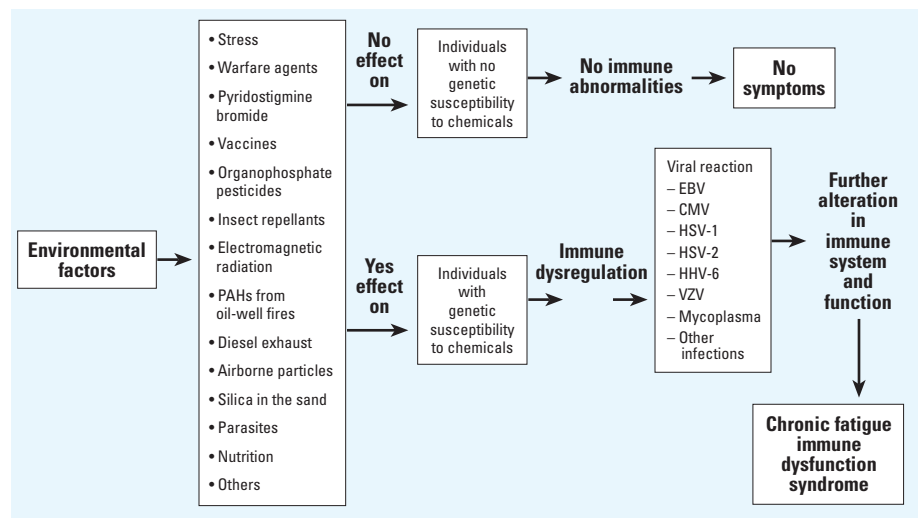 Environmental
factors
• Stress
• Warfare agents
• Pyridostigmine
bromide
• Vaccines
• Organophosphate
pesticides
• Insect repellants
• Electromagnetic
radiation
• PAHs from
oil-well fires
• Diesel exhaust
• Airborne particles
• Silica in the sand
• Parasites
• Nutrition
• Others
No
effect
on
Individuals
with no
genetic
susceptibility
to chemicals
No immune
abnormalities
No
symptoms
Yes
effect
on
Individuals
with
genetic
susceptibility
to chemicals
Immune
dysregulation
Viral reaction
– EBV
– CMV
– HSV-1
– HSV-2
– HHV-6
– VZV
– Mycoplasma
– Other
infections
Further
alteration
in
immune
system
and
function
Chronic fatigue
immune
dysfunction
syndrome